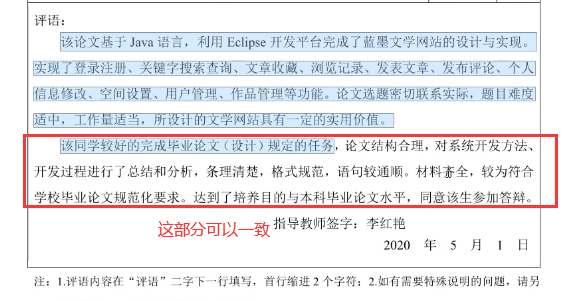 评语：
该论文基于 Java 语言，利用 Eclipse 开发平台完成了蓝墨文学网站的设计与实现。
实现了登录注册、关键字搜索查询、文章收藏、浏览记录、发表文章、发布评论、个人
信息修改、空间设置、用户管理、作品管理等功能。论文选题密切联系实际，题目难度
适中，工作量适当，所设计的文学网站具有一定的实用价值。
该同学较好的完成毕业论文（设计）规定的任务，论文结构合理，对系统开发方法、
开发过程进行了总结和分析，条理清楚，格式规范，语句较通顺。材料齐全，较为符合
学校毕业论文规范化要求。达到了培养目的与本科毕业论文水平，同意该生参加答辩。
这部分可以一致
指导教师签字：李红艳
2020 年 5 月 1 日
注：1.评语内容在“评语”二字下一行填写，首行缩进 2 个字符；2.如有需要特殊说明的问题，请另